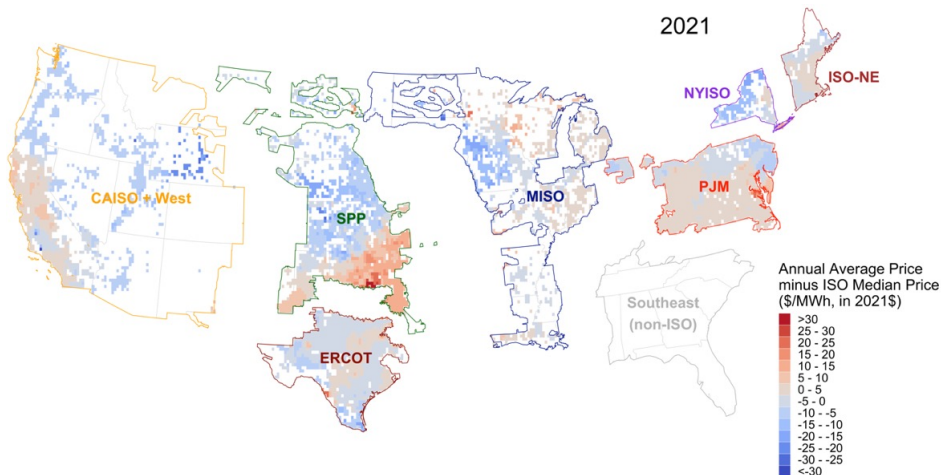 2021
ISO-NE
NYISO
PJM
CAISO + West
SPP
MISO
ERCOT
Southeast
(non-ISO)
Annual Average Price
minus ISO Median Price
($/MWh, in 2021$)
>30
25 - 30
20 - 25
15 - 20
10 - 15
5 - 10
0 - 5
-5 - 0
-10 - -5
-15 - -10
-20 - -15
-25 - -20
-30 - -25
<-30